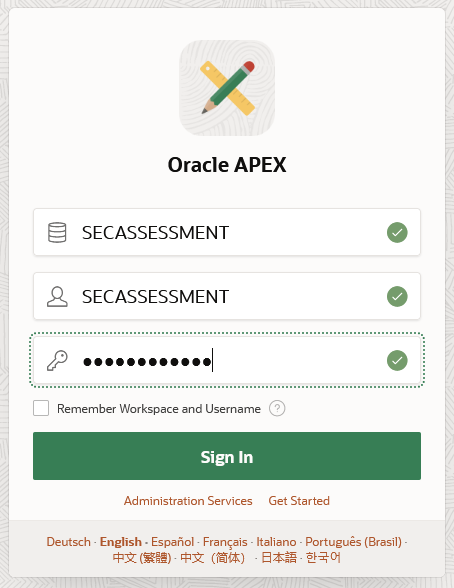 Oracle APEX
SECASSESSMENT
SECASSESSMENT
●●●●●●●●●●●●
Remember Workspace and Username ?
Sign In
Administration Services Get Started
Deutsch · English · Español · Français · Italiano · Português (Brasil) ·
中文 (繁體) · 中文（简体） · 日本語 · 한국어